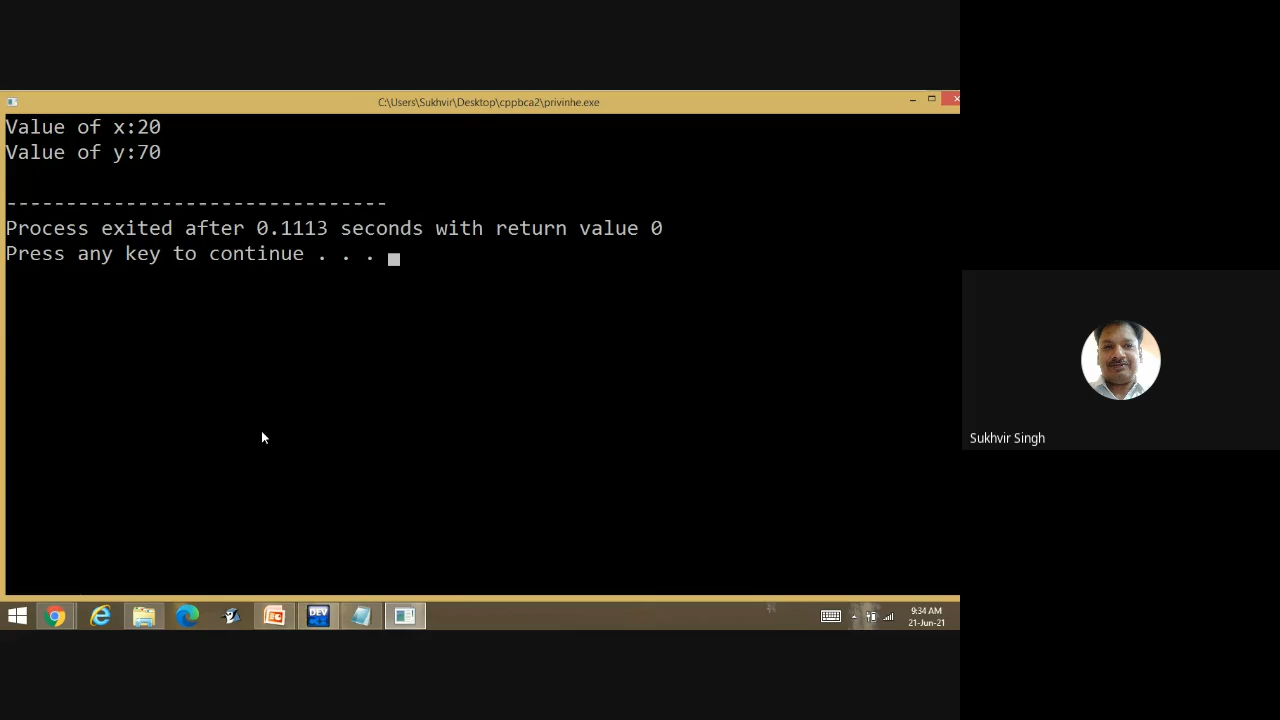 C:\Users\Sukhvir\Desktop\cppbca2\privinhe.exe
Value of x:20
Value of y:70
--------------------------------
Process exited after 0.1113 seconds with return value 0
Press any key to continue . . .
Sukhvir Singh
DEV
9:34 AM
21-Jun-21